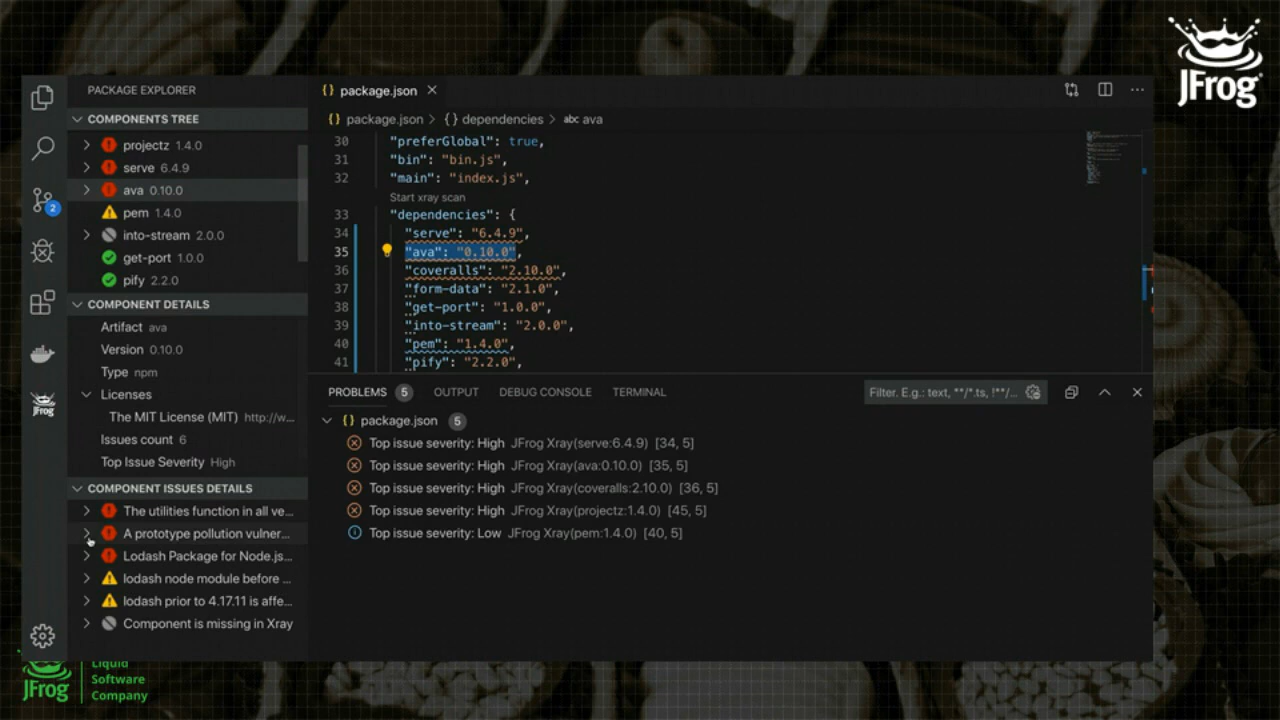 JFrog
PACKAGE EXPLORER
COMPONENTS TREE
projectz 1.4.0
serve 6.4.9
ava 0.10.0
pem 1.4.0
into-stream 2.0.0
get-port 1.0.0
pify 2.2.0
COMPONENT DETAILS
Artifact ava
Version 0.10.0
Type npm
Licenses
The MIT License (MIT) http://w...
Issues count 6
Top Issue Severity High
COMPONENT ISSUES DETAILS
The utilities function in all ve...
A prototype pollution vulner...
Lodash Package for Node.js...
lodash node module before ...
lodash prior to 4.17.11 is affe...
Component is missing in Xray
2
JFrog
{} package.json
{} package.json > {} dependencies > abc ava
30 "preferGlobal": true,
31 "bin": "bin.js",
32 "main": "index.js",
Start xray scan
33 "dependencies": {
34 "serve": "6.4.9",
35 "ava": "0.10.0",
36 "coveralls": "2.10.0",
37 "form-data": "2.1.0",
38 "get-port": "1.0.0",
39 "into-stream": "2.0.0",
40 "pem": "1.4.0",
41 "pify": "2.2.0",
PROBLEMS 5 OUTPUT DEBUG CONSOLE TERMINAL
Filter. E.g.: text, **/*.ts, !**/...
{} package.json 5
Top issue severity: High JFrog Xray(serve:6.4.9) [34, 5]
Top issue severity: High JFrog Xray(ava:0.10.0) [35, 5]
Top issue severity: High JFrog Xray(coveralls:2.10.0) [36, 5]
Top issue severity: High JFrog Xray(projectz:1.4.0) [45, 5]
Top issue severity: Low JFrog Xray(pem:1.4.0) [40, 5]
JFrog
Liquid
Software
Company